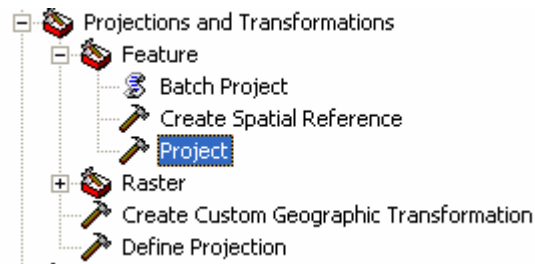 Projections and Transformations
Feature
Batch Project
Create Spatial Reference
Project
Raster
Create Custom Geographic Transformation
Define Projection